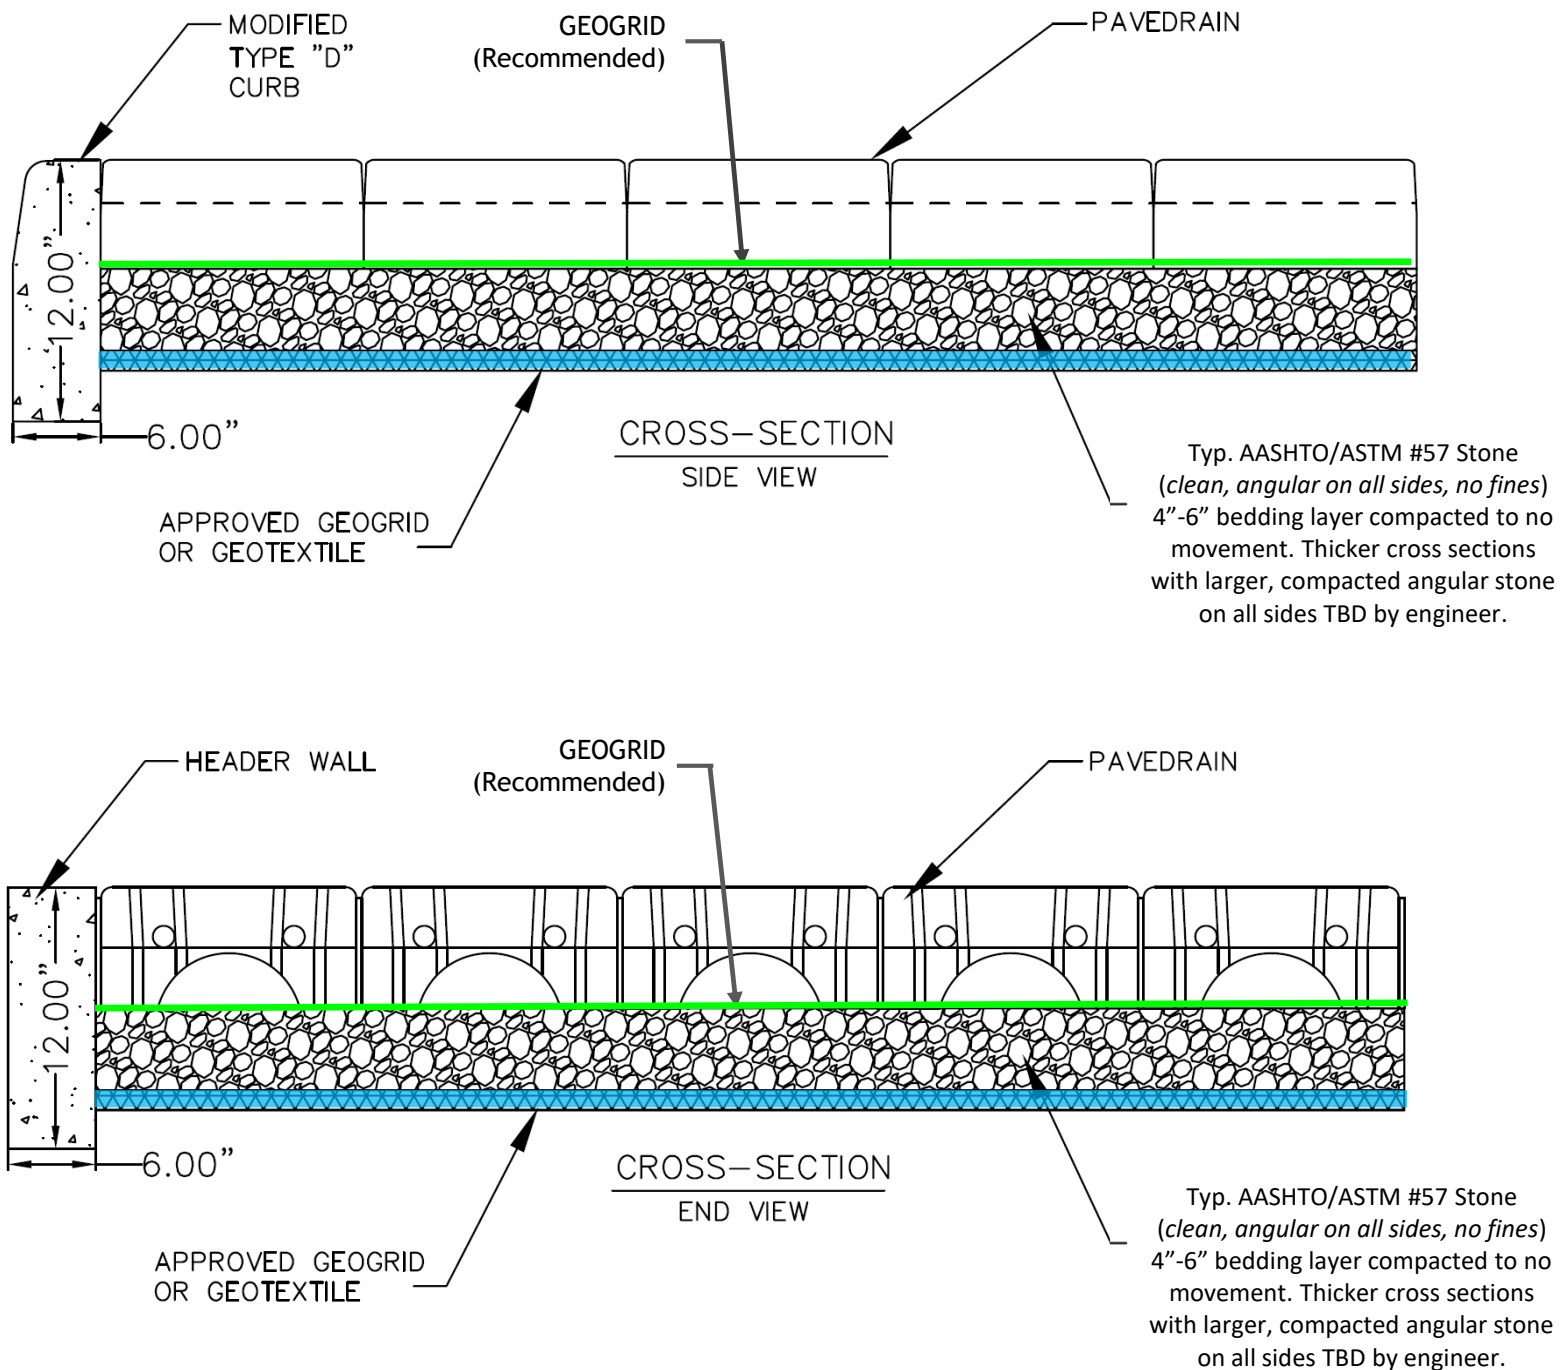 MODIFIED
TYPE "D"
CURB
GEOGRID
(Recommended)
PAVEDRAIN
12.00"
6.00"
CROSS-SECTION
SIDE VIEW
APPROVED GEOGRID
OR GEOTEXTILE
Typ. AASHTO/ASTM #57 Stone
(clean, angular on all sides, no fines)
4”-6” bedding layer compacted to no
movement. Thicker cross sections
with larger, compacted angular stone
on all sides TBD by engineer.
HEADER WALL
GEOGRID
(Recommended)
PAVEDRAIN
12.00"
6.00"
CROSS-SECTION
END VIEW
APPROVED GEOGRID
OR GEOTEXTILE
Typ. AASHTO/ASTM #57 Stone
(clean, angular on all sides, no fines)
4”-6” bedding layer compacted to no
movement. Thicker cross sections
with larger, compacted angular stone
on all sides TBD by engineer.